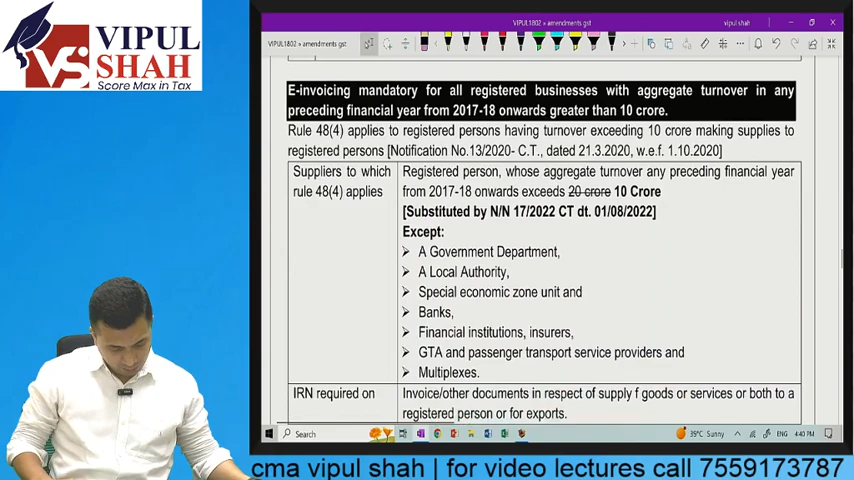 VIPUL
SHAH
Score Max in Tax
VS
VIPUL1802 » amendments gst
vipul shah
VIPUL1802 » amendments.gst
E-invoicing mandatory for all registered businesses with aggregate turnover in any
preceding financial year from 2017-18 onwards greater than 10 crore.
Rule 48(4) applies to registered persons having turnover exceeding 10 crore making supplies to
registered persons [Notification No.13/2020- C.T., dated 21.3.2020, w.e.f. 1.10.2020]
Suppliers to which
rule 48(4) applies
Registered person, whose aggregate turnover any preceding financial year
from 2017-18 onwards exceeds 20 crore 10 Crore
[Substituted by N/N 17/2022 CT dt. 01/08/2022]
Except:
➢ A Government Department,
➢ A Local Authority,
➢ Special economic zone unit and
➢ Banks,
➢ Financial institutions, insurers,
➢ GTA and passenger transport service providers and
➢ Multiplexes.
IRN required on
Invoice/other documents in respect of supply f goods or services or both to a
registered person or for exports.
Search
39°C Sunny
ENG
4:40 PM
cma vipul shah | for video lectures call 7559173787